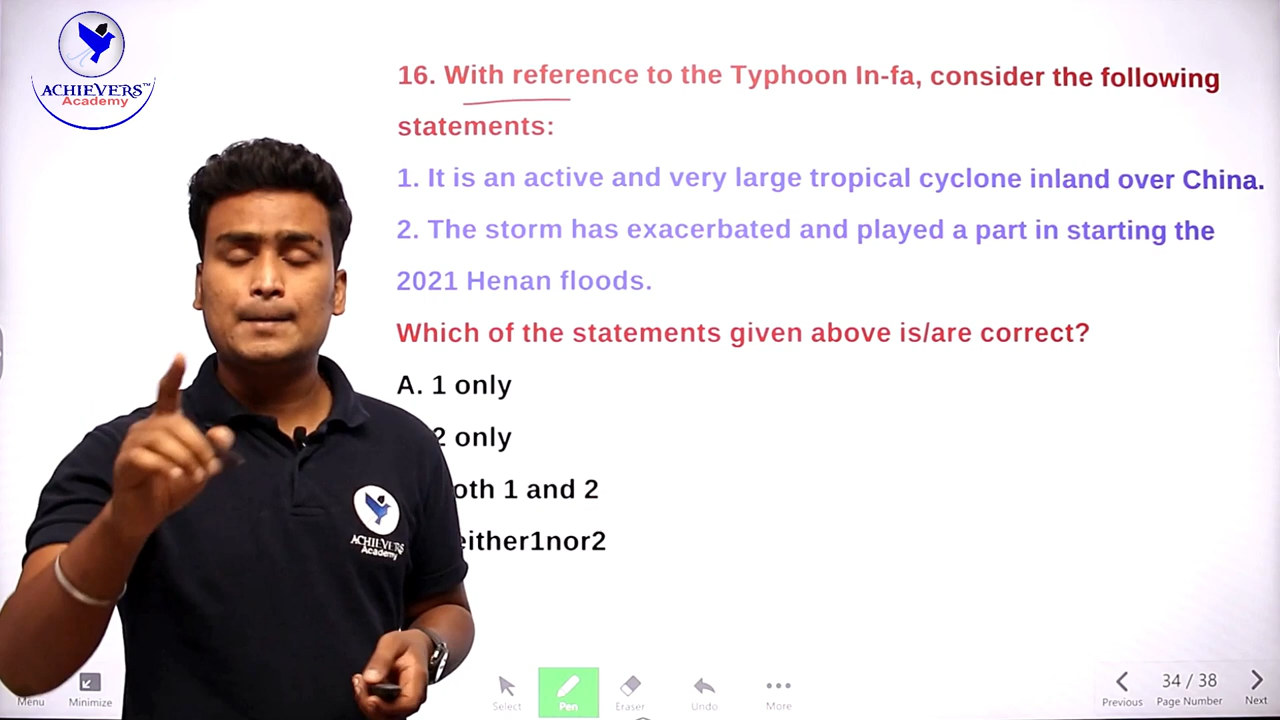 ACHIEVERS™
Academy
16. With reference to the Typhoon In-fa, consider the following
statements:
1. It is an active and very large tropical cyclone inland over China.
2. The storm has exacerbated and played a part in starting the
2021 Henan floods.
Which of the statements given above is/are correct?
A. 1 only
2 only
oth 1 and 2
either1nor2
ACHIEVERS
Academy
Menu
Minimize
Select
Pen
Eraser
Undo
More
Previous
34 / 38
Page Number
Next